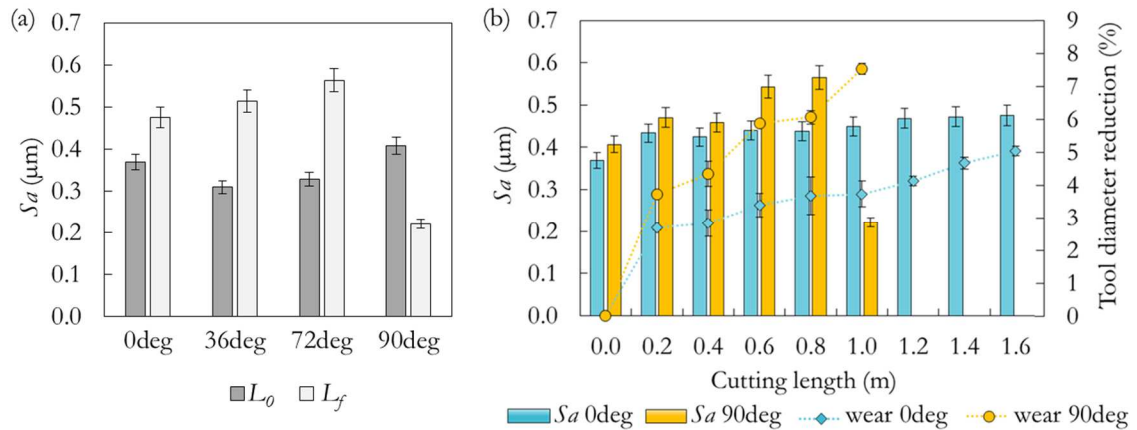 (a)
0.7
0.6
0.5
0.4
0.3
0.2
0.1
0.0
Sa (μm)
0deg 36deg 72deg 90deg
L0 Lf
(b)
0.7
0.6
0.5
0.4
0.3
0.2
0.1
0.0
Sa (μm)
9
8
7
6
5
4
3
2
1
0
Tool diameter reduction (%)
0.0 0.2 0.4 0.6 0.8 1.0 1.2 1.4 1.6
Cutting length (m)
Sa 0deg Sa 90deg wear 0deg wear 90deg